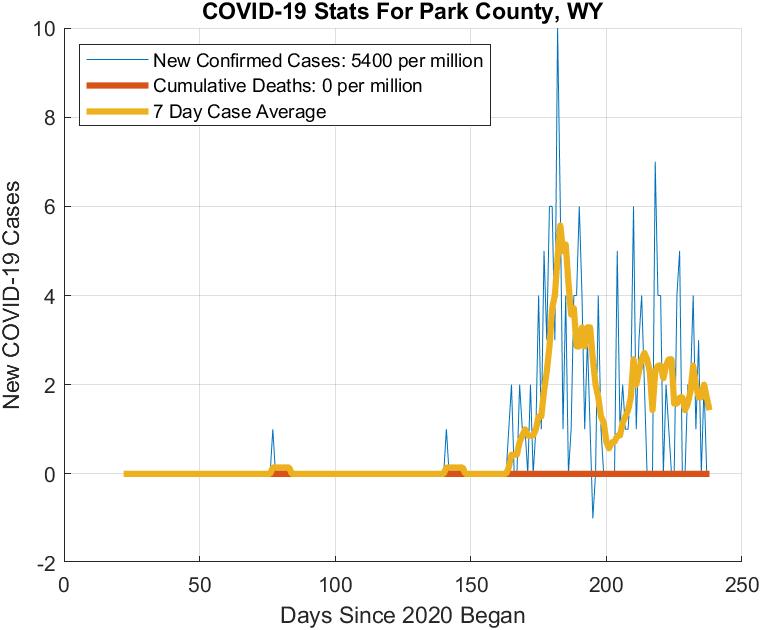 COVID-19 Stats For Park County, WY
New Confirmed Cases: 5400 per million
Cumulative Deaths: 0 per million
7 Day Case Average
New COVID-19 Cases
10
8
6
4
2
0
-2
0 50 100 150 200 250
Days Since 2020 Began